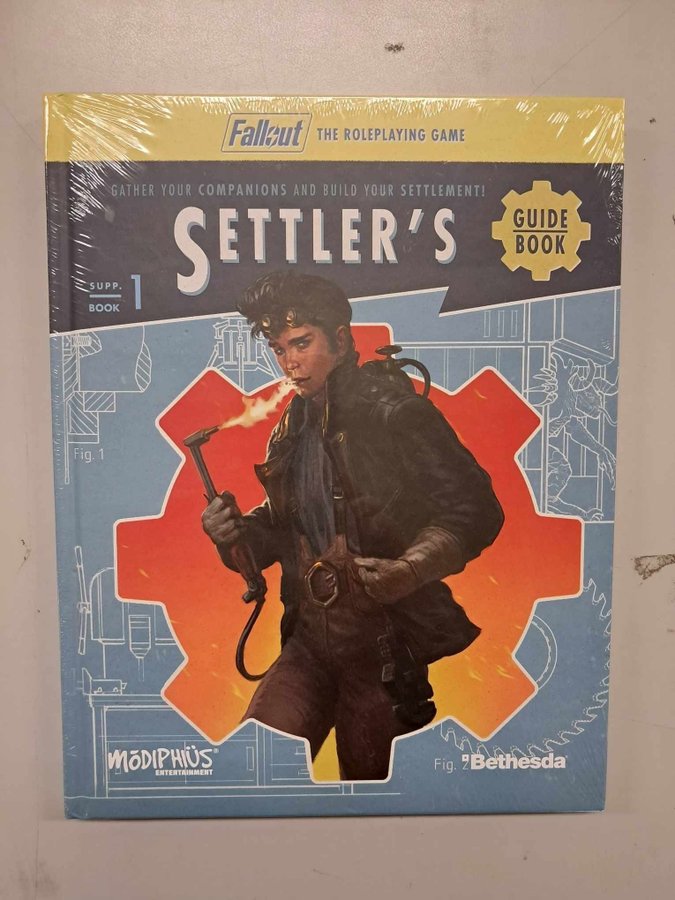 Fallout THE ROLEPLAYING GAME
GATHER YOUR COMPANIONS AND BUILD YOUR SETTLEMENT!
SETTLER'S
GUIDE
BOOK
SUPP.
BOOK 1
Fig. 1
MŌDIPHIÜS®
ENTERTAINMENT
Fig. 2
Bethesda®